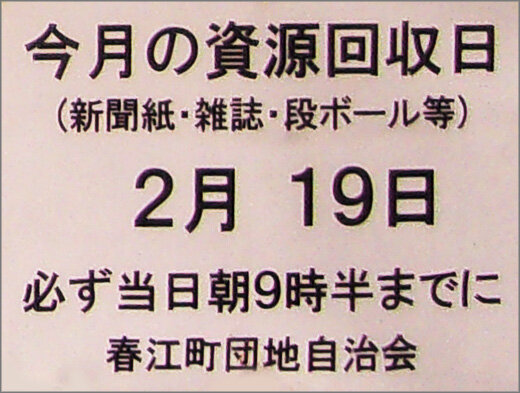 今月の資源回収日
（新聞紙・雑誌・段ボール等）
2月 19日
必ず当日朝9時半までに
春江町団地自治会